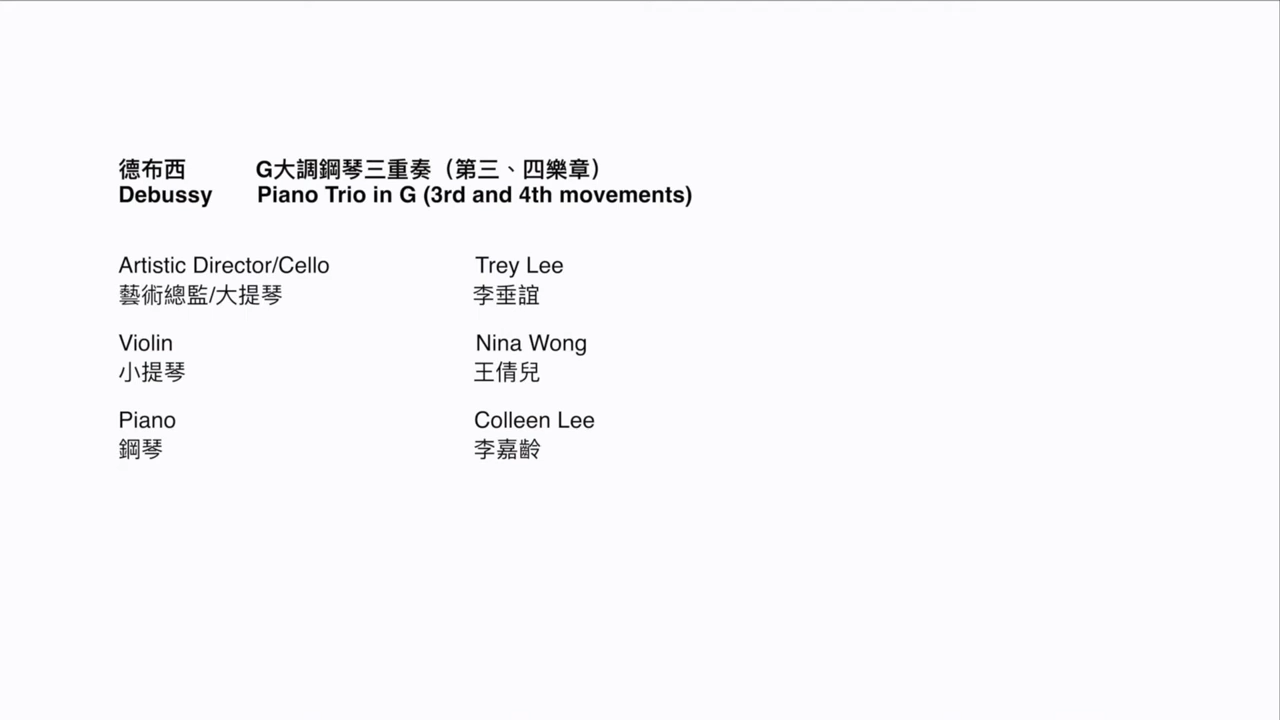 德布西 G大調鋼琴三重奏（第三、四樂章）
Debussy Piano Trio in G (3rd and 4th movements)
Artistic Director/Cello Trey Lee
藝術總監/大提琴 李垂誼
Violin Nina Wong
小提琴 王倩兒
Piano Colleen Lee
鋼琴 李嘉齡